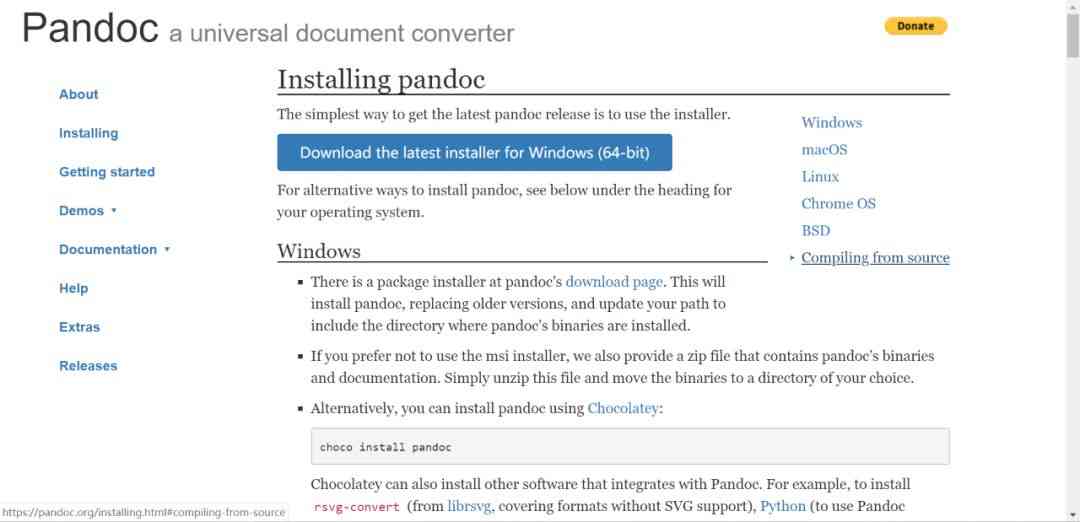 Pandoc a universal document converter
Donate
About
Installing
Getting started
Demos
Documentation
Help
Extras
Releases
Installing pandoc
The simplest way to get the latest pandoc release is to use the installer.
Download the latest installer for Windows (64-bit)
For alternative ways to install pandoc, see below under the heading for
your operating system.
Windows
macOS
Linux
Chrome OS
BSD
Compiling from source
Windows
There is a package installer at pandoc's download page. This will
install pandoc, replacing older versions, and update your path to
include the directory where pandoc's binaries are installed.
If you prefer not to use the msi installer, we also provide a zip file that contains pandoc's binaries
and documentation. Simply unzip this file and move the binaries to a directory of your choice.
Alternatively, you can install pandoc using Chocolatey:
choco install pandoc
Chocolatey can also install other software that integrates with Pandoc. For example, to install
rsvg-convert (from librsvg, covering formats without SVG support), Python (to use Pandoc
https://pandoc.org/installing.html#compiling-from-source